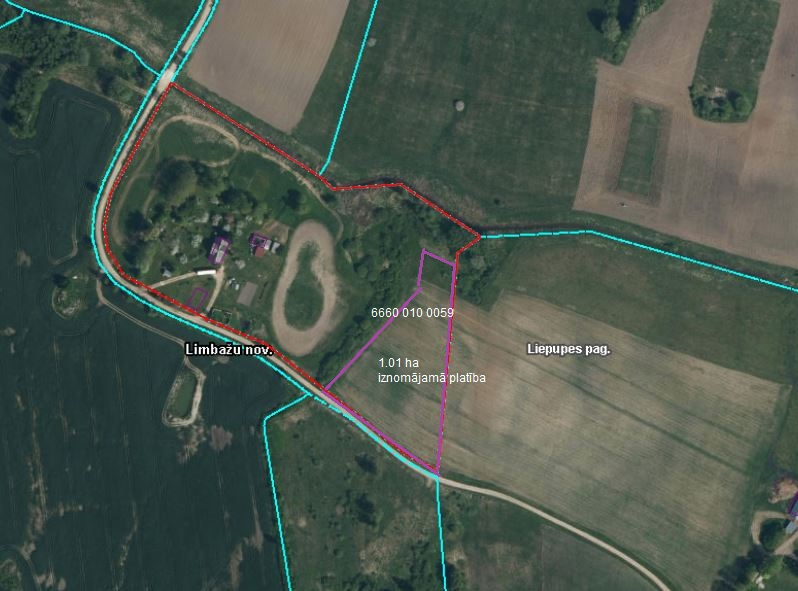 6660 010 0059
Limbažu nov.
Liepupes pag.
1.01 ha
iznomājamā platība